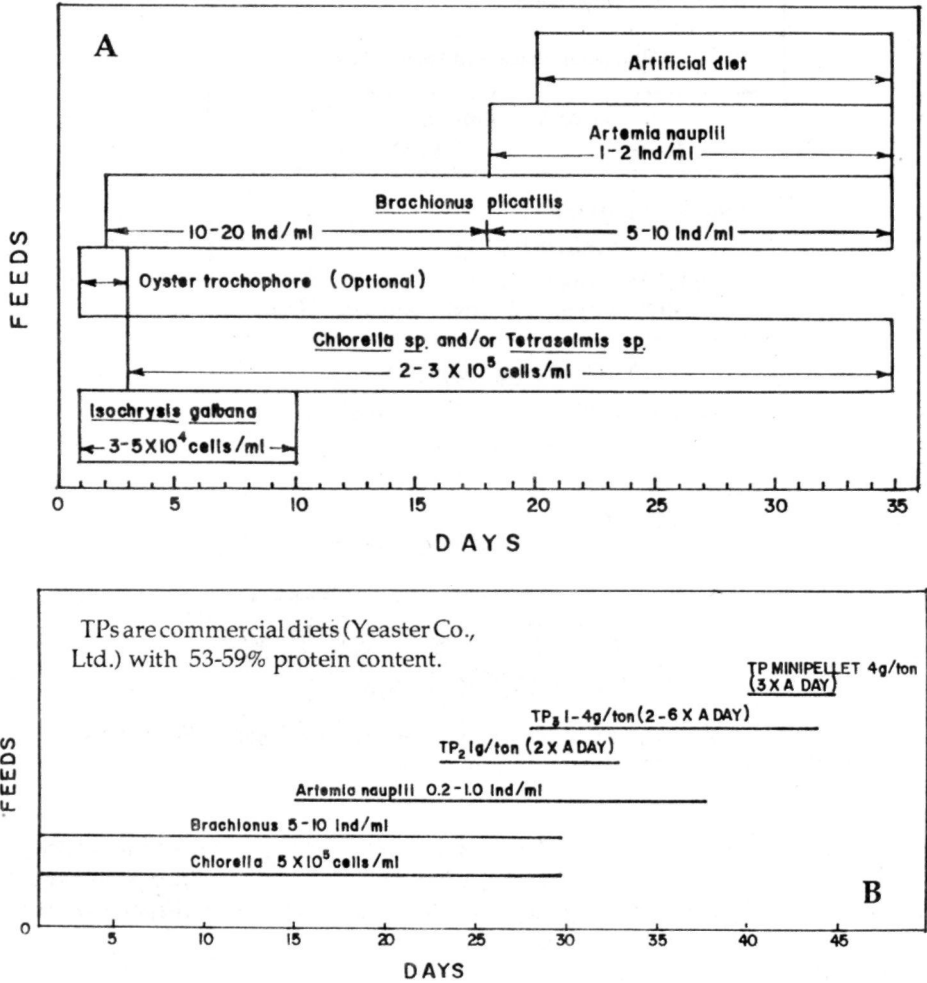 A
Artificial diet
Artemia nauplii
1-2 Ind/ml
Brachionus plicatilis
10-20 Ind/ml
5-10 Ind/ml
Oyster trochophore (Optional)
Chlorella sp. and/or Tetraselmis sp.
2-3 X 10⁵ cells/ml
Isochrysis galbana
3-5X10⁴ cells/ml
FEEDS
0 5 10 15 20 25 30 35
DAYS
TPs are commercial diets (Yeaster Co.,
Ltd.) with 53-59% protein content.
TP MINIPELLET 4g/ton
(3 X A DAY)
TP₃ 1-4g/ton (2-6 X A DAY)
TP₂ 1g/ton (2 X A DAY)
Artemia nauplii 0.2-1.0 Ind/ml
Brachionus 5-10 Ind/ml
Chlorella 5 X 10⁵ cells/ml
B
FEEDS
0
5 10 15 20 25 30 35 40 45
DAYS